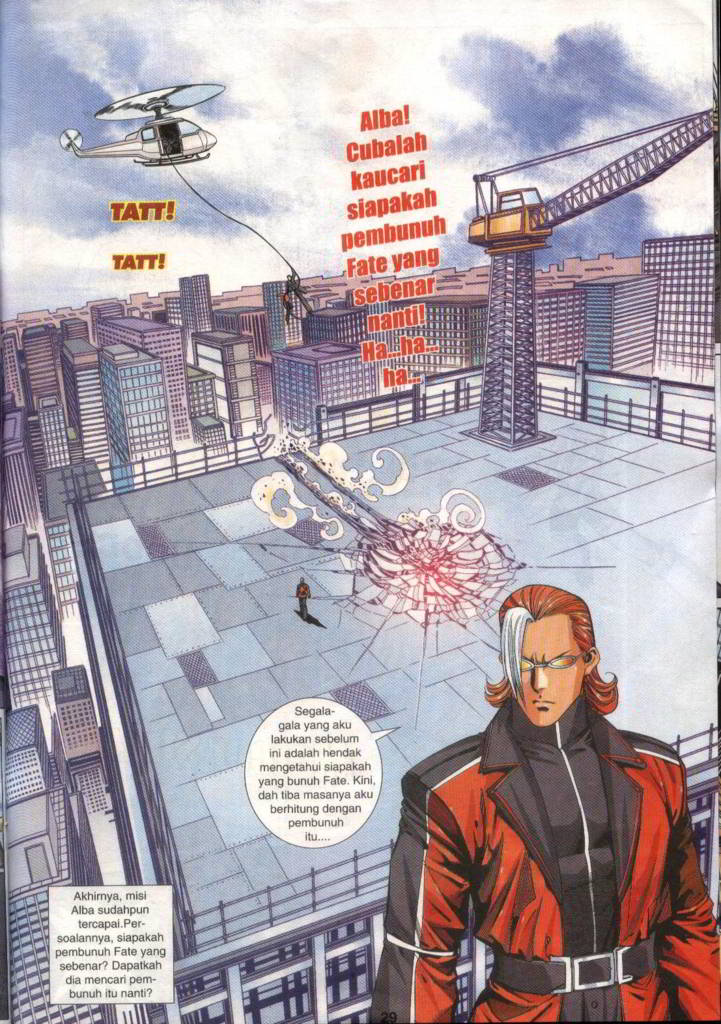 Alba!
Cubalah
kaucari
siapakah
pembunuh
Fate yang
sebenar
nanti!
Ha...ha...
ha...
TATT!
TATT!
Segala-
gala yang aku
lakukan sebelum
ini adalah hendak
mengetahui siapakah
yang bunuh Fate. Kini,
dah tiba masanya aku
berhitung dengan
pembunuh
itu....
Akhirnya, misi
Alba sudahpun
tercapai.Per-
soalannya, siapakah
pembunuh Fate yang
sebenar? Dapatkah
dia mencari pem-
bunuh itu nanti?
29